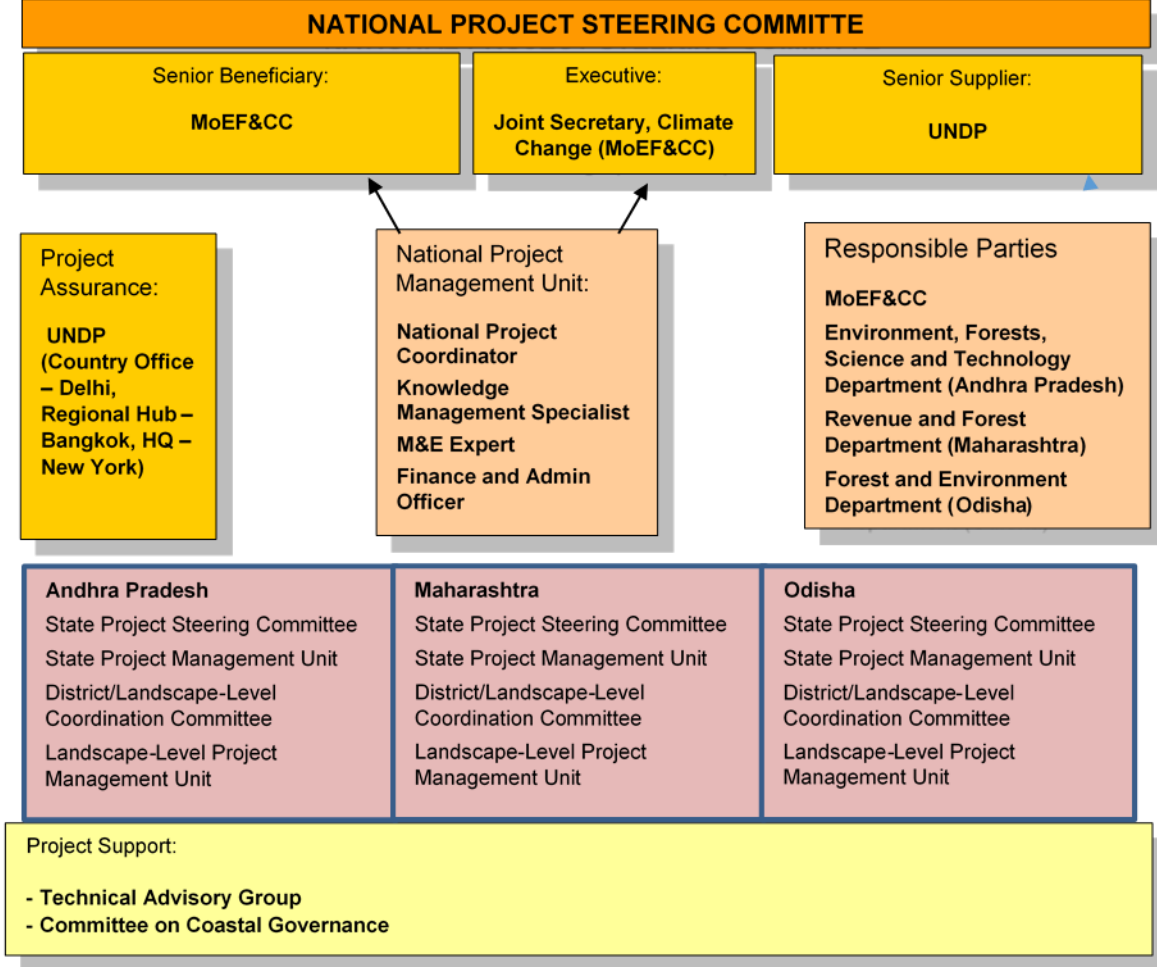 NATIONAL PROJECT STEERING COMMITTE
Senior Beneficiary:
MoEF&CC
Executive:
Joint Secretary, Climate
Change (MoEF&CC)
Senior Supplier:
UNDP
Project
Assurance:
UNDP
(Country Office
– Delhi,
Regional Hub –
Bangkok, HQ –
New York)
National Project
Management Unit:
National Project
Coordinator
Knowledge
Management Specialist
M&E Expert
Finance and Admin
Officer
Responsible Parties
MoEF&CC
Environment, Forests,
Science and Technology
Department (Andhra Pradesh)
Revenue and Forest
Department (Maharashtra)
Forest and Environment
Department (Odisha)
Andhra Pradesh
State Project Steering Committee
State Project Management Unit
District/Landscape-Level
Coordination Committee
Landscape-Level Project
Management Unit
Maharashtra
State Project Steering Committee
State Project Management Unit
District/Landscape-Level
Coordination Committee
Landscape-Level Project
Management Unit
Odisha
State Project Steering Committee
State Project Management Unit
District/Landscape-Level
Coordination Committee
Landscape-Level Project
Management Unit
Project Support:
- Technical Advisory Group
- Committee on Coastal Governance